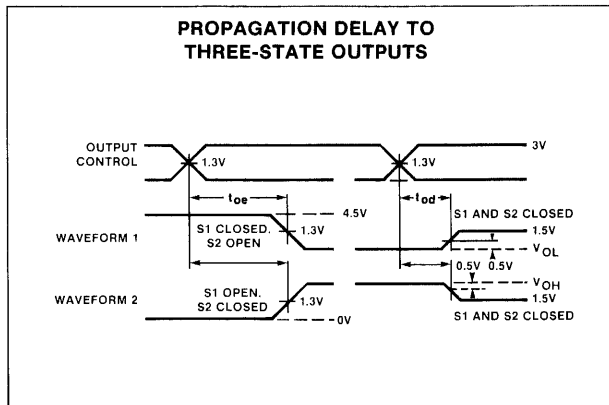 PROPAGATION DELAY TO
THREE-STATE OUTPUTS
OUTPUT
CONTROL
1.3V
1.3V
3V
toe
tod
4.5V
S1 AND S2 CLOSED
WAVEFORM 1
S1 CLOSED.
S2 OPEN
1.3V
1.5V
VOL
0.5V
0.5V
WAVEFORM 2
S1 OPEN.
S2 CLOSED
1.3V
VOH
1.5V
0V
S1 AND S2 CLOSED